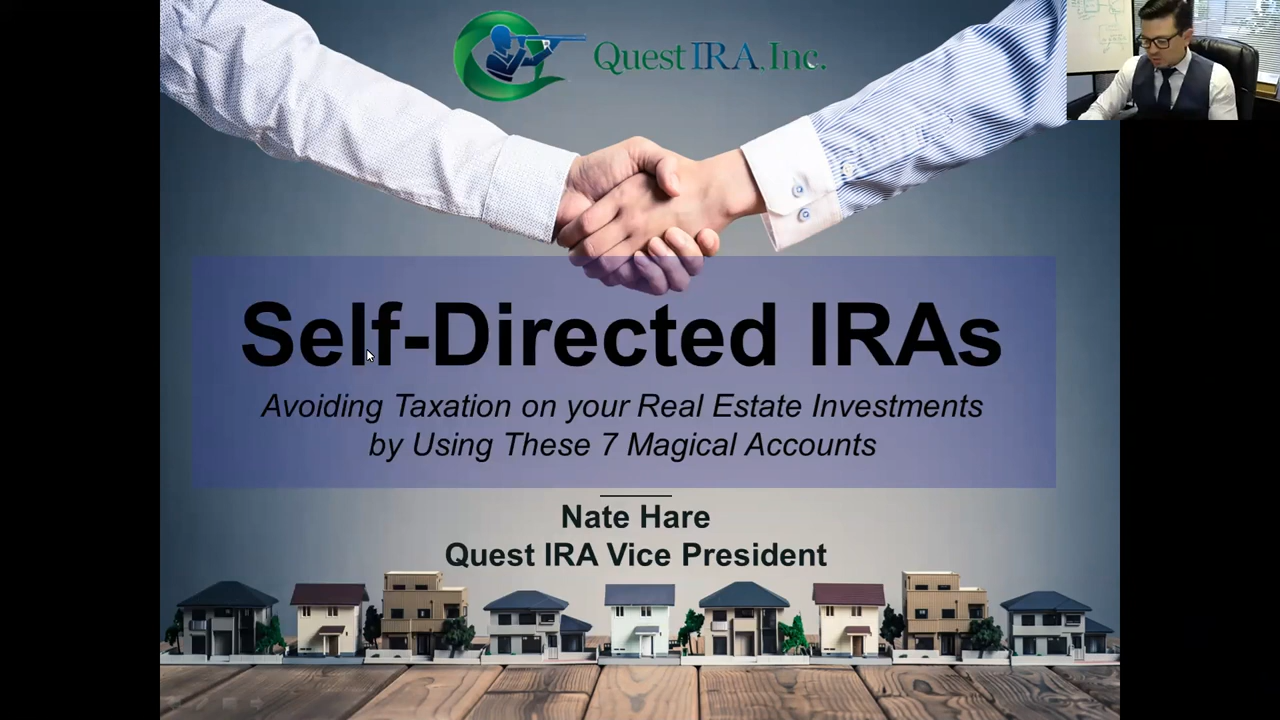 Quest IRA, Inc.
Self-Directed IRAs
Avoiding Taxation on your Real Estate Investments
by Using These 7 Magical Accounts
Nate Hare
Quest IRA Vice President